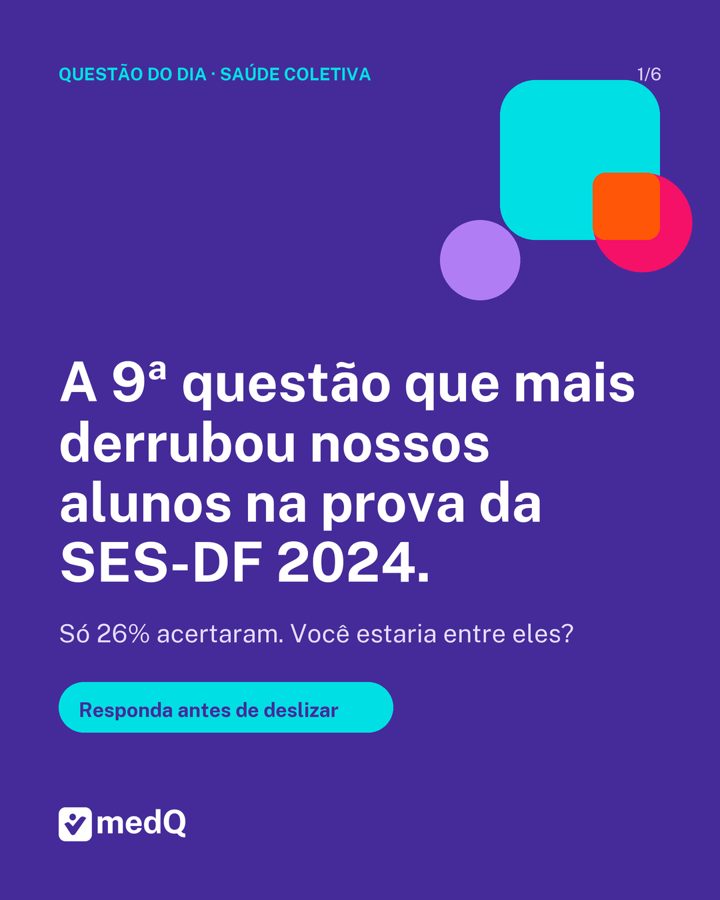 QUESTÃO DO DIA · SAÚDE COLETIVA
1/6
A 9ª questão que mais
derrubou nossos
alunos na prova da
SES-DF 2024.
Só 26% acertaram. Você estaria entre eles?
Responda antes de deslizar
medQ